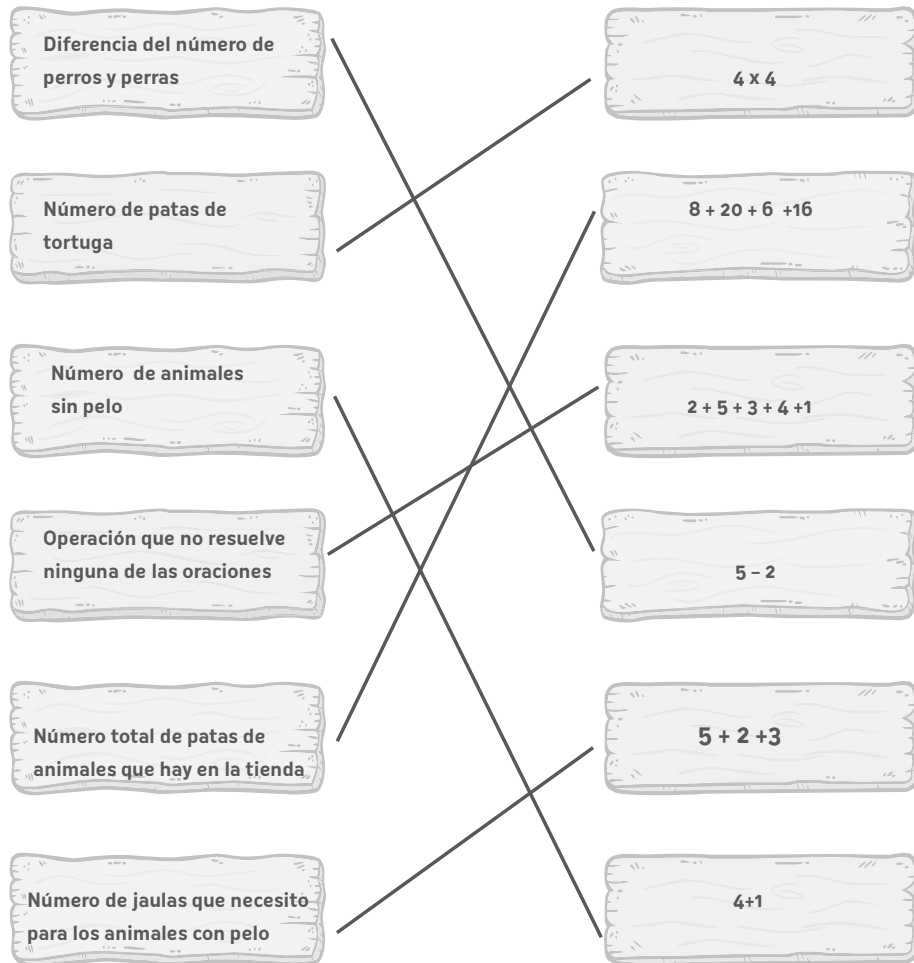 Diferencia del número de
perros y perras
4 x 4
Número de patas de
tortuga
8 + 20 + 6 +16
Número de animales
sin pelo
2 + 5 + 3 + 4 +1
Operación que no resuelve
ninguna de las oraciones
5 – 2
Número total de patas de
animales que hay en la tienda
5 + 2 +3
Número de jaulas que necesito
para los animales con pelo
4+1